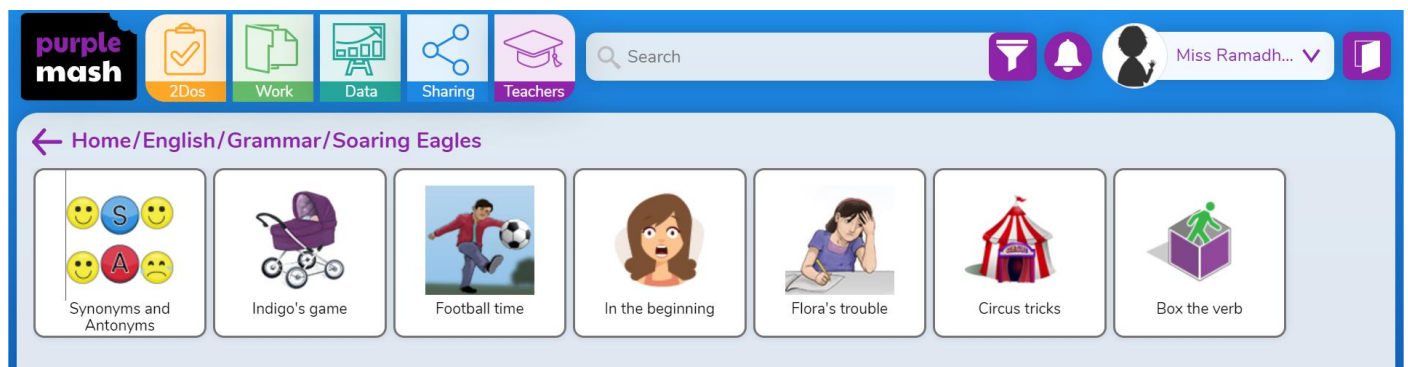 purple
mash
2Dos
Work
Data
Sharing
Teachers
Search
Miss Ramadh...
Home/English/Grammar/Soaring Eagles
S
A
Synonyms and
Antonyms
Indigo's game
Football time
In the beginning
Flora's trouble
CIRCUS
Circus tricks
Box the verb